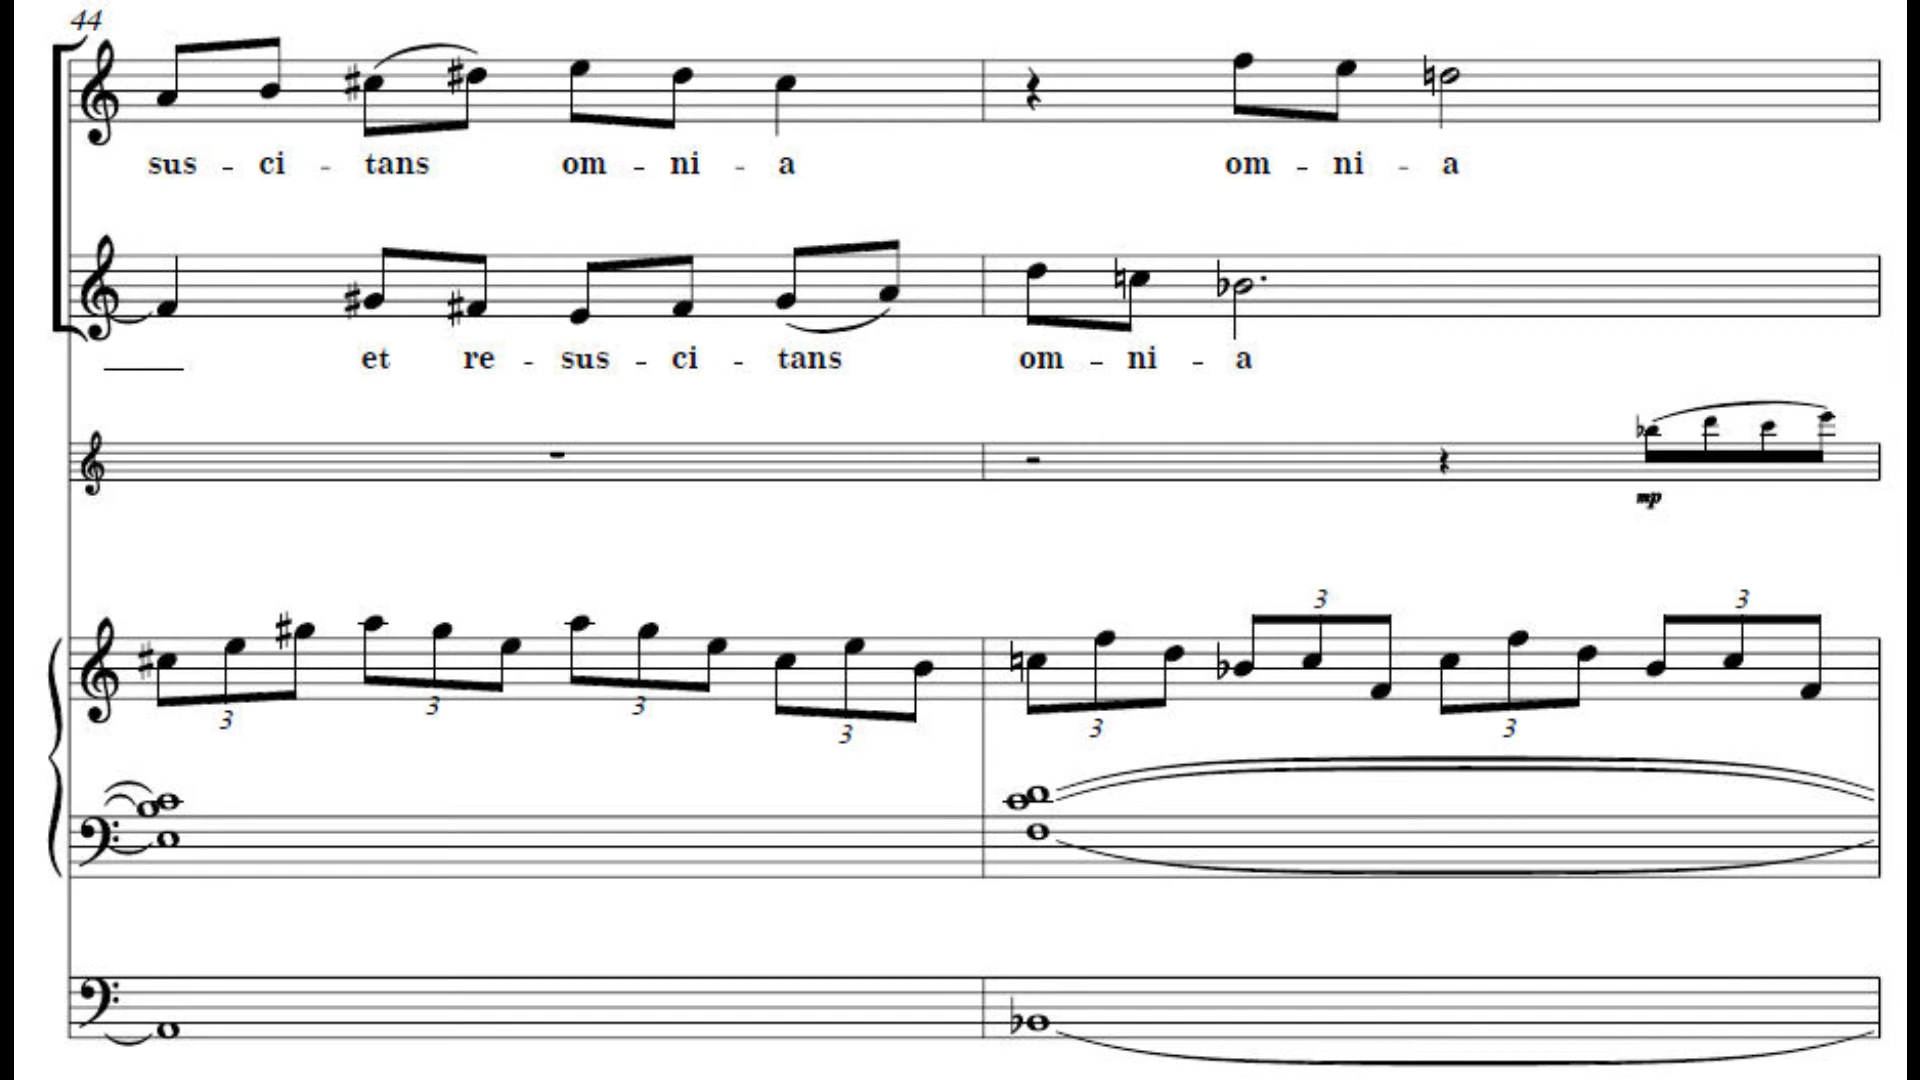 44
sus - ci - tans om - ni - a om - ni - a
et re - sus - ci - tans om - ni - a
mp
3 3
3 3 3 3 3 3